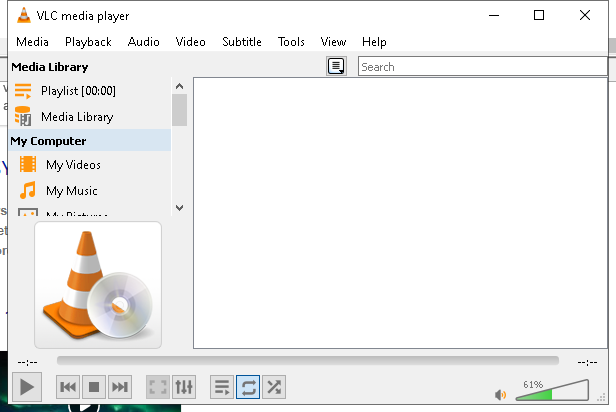 VLC media player
Media Playback Audio Video Subtitle Tools View Help
Media Library
Search
Playlist [00:00]
Media Library
My Computer
My Videos
My Music
My Pictures
--:--
--:--
61%